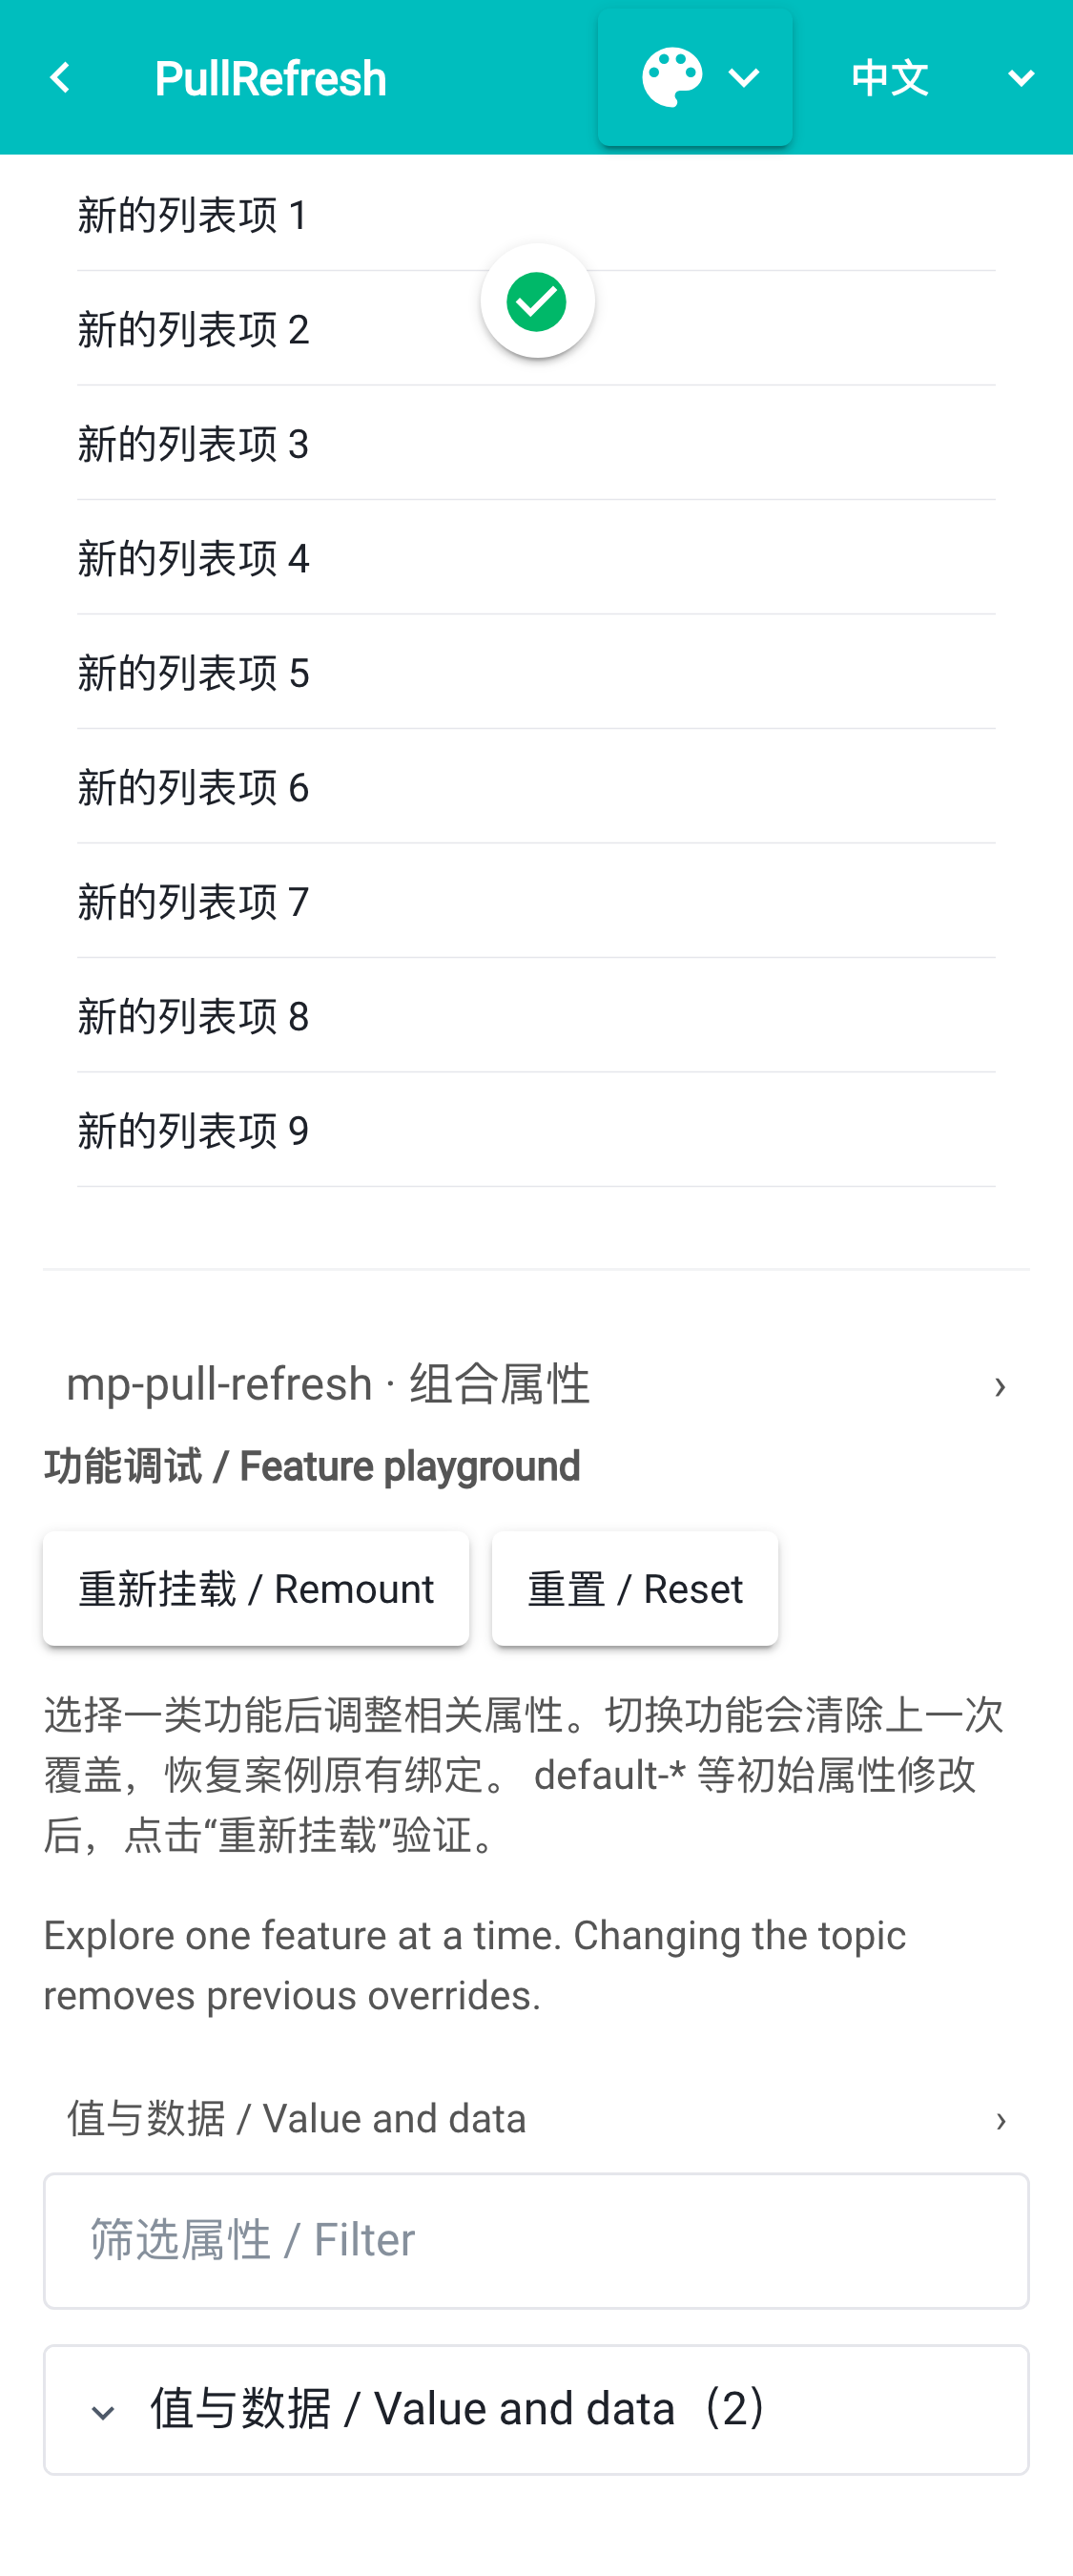 PullRefresh
中文
新的列表项 1
新的列表项 2
新的列表项 3
新的列表项 4
新的列表项 5
新的列表项 6
新的列表项 7
新的列表项 8
新的列表项 9
mp-pull-refresh · 组合属性
功能调试 / Feature playground
重新挂载 / Remount
重置 / Reset
选择一类功能后调整相关属性。切换功能会清除上一次
覆盖，恢复案例原有绑定。 default-* 等初始属性修改
后，点击“重新挂载”验证。
Explore one feature at a time. Changing the topic
removes previous overrides.
值与数据 / Value and data
筛选属性 / Filter
值与数据 / Value and data（2）